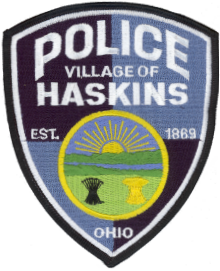 POLICE
VILLAGE OF
HASKINS
EST. 1869
OHIO